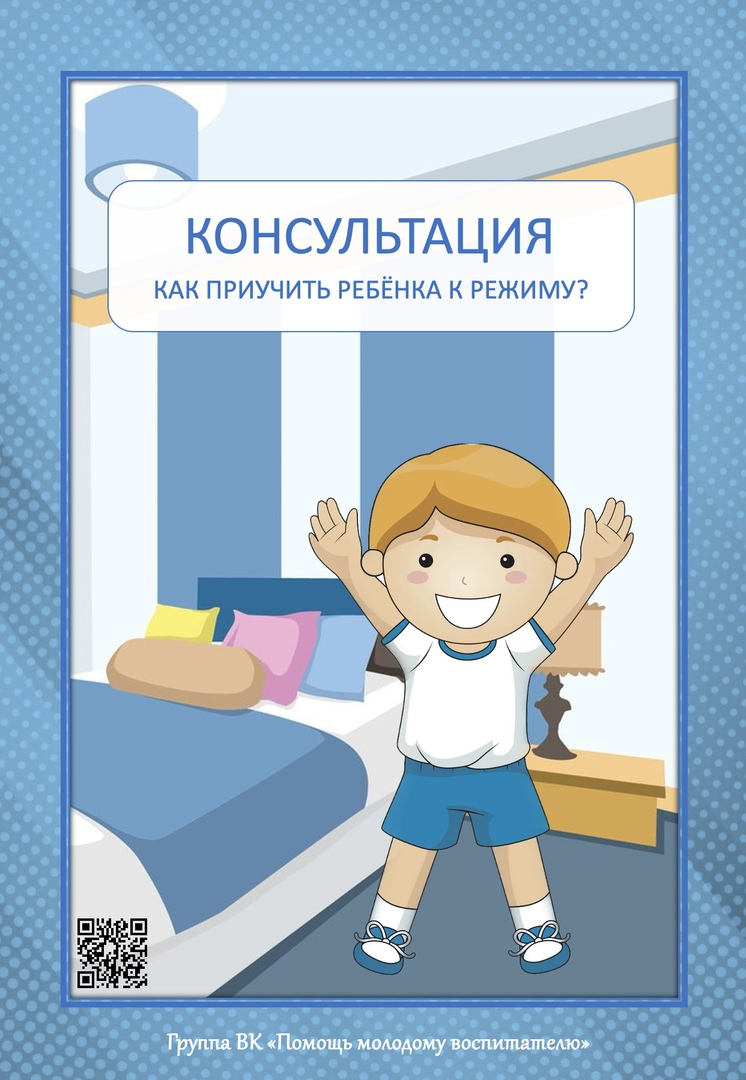 КОНСУЛЬТАЦИЯ
КАК ПРИУЧИТЬ РЕБЁНКА К РЕЖИМУ?
Группа ВК «Помощь молодому воспитателю»